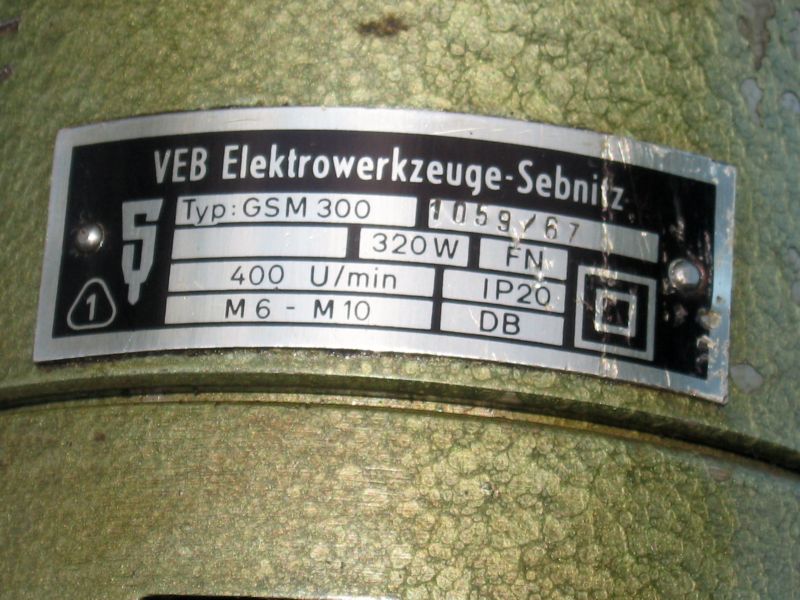 VEB Elektrowerkzeuge-Sebnitz
Typ: GSM 300 1059/67
320 W FN
400 U/min IP20
M 6 - M 10 DB
1